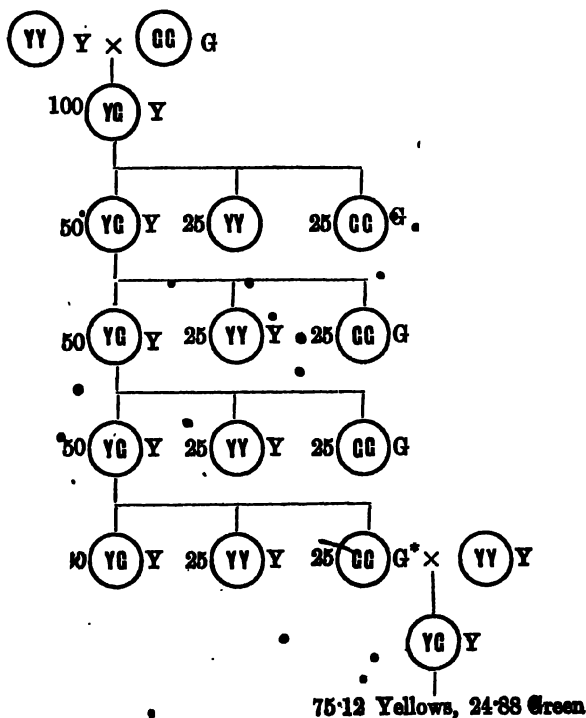 YY Y × GG G
100 YG Y
50 YG Y 25 YY 25 GG G
50 YG Y 25 YY Y 25 GG G
50 YG Y 25 YY Y 25 GG G
YG Y 25 YY Y 25 GG G* × YY Y
YG Y
75·12 Yellows, 24·88 Green